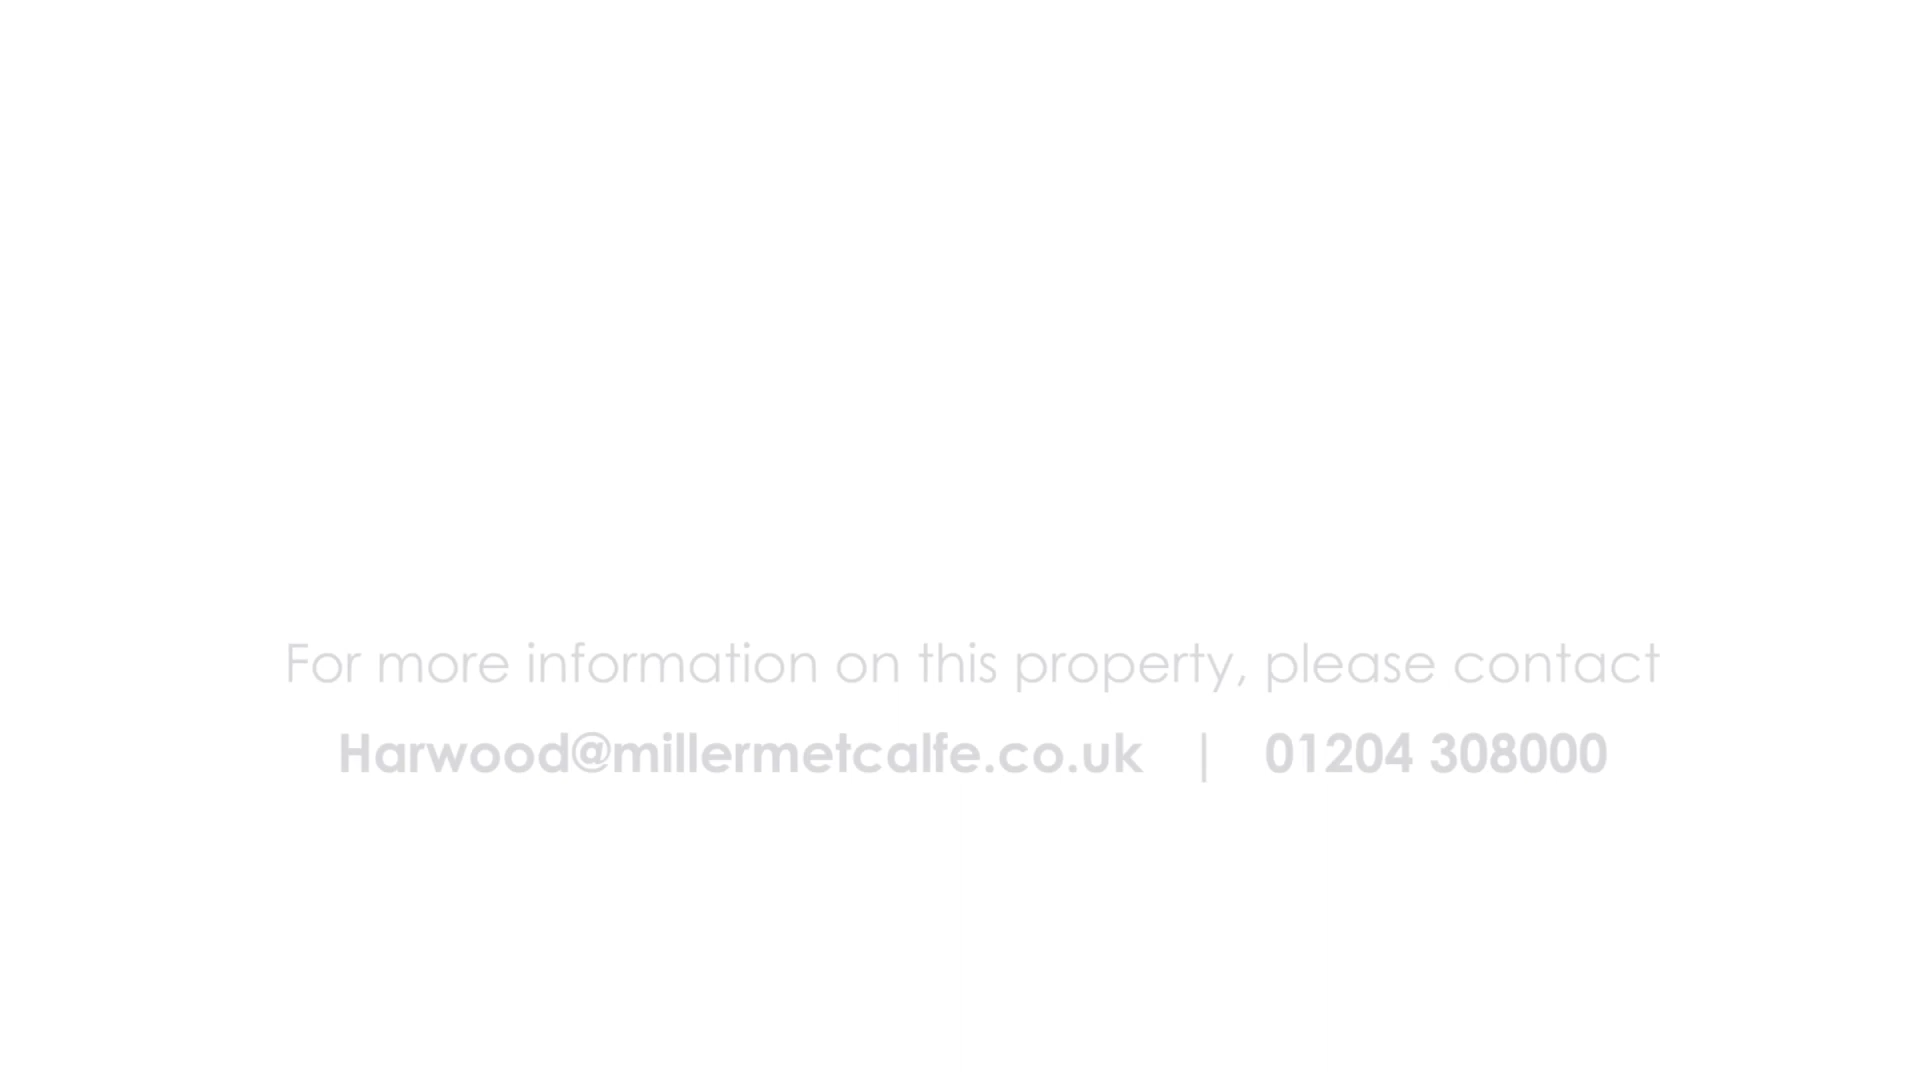 For more information on this property, please contact
Harwood@millermetcalfe.co.uk | 01204 308000